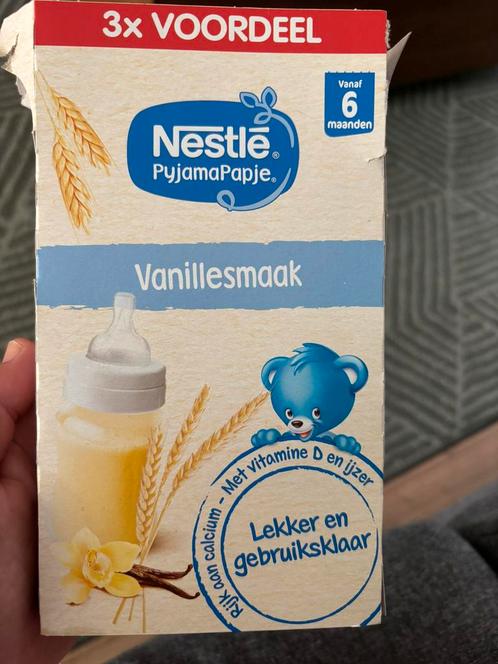 3x VOORDEEL
Vanaf
6
maanden
Nestlé®
PyjamaPapje®
Vanillesmaak
Rijk aan calcium - Met vitamine D en ijzer
Lekker en
gebruiksklaar